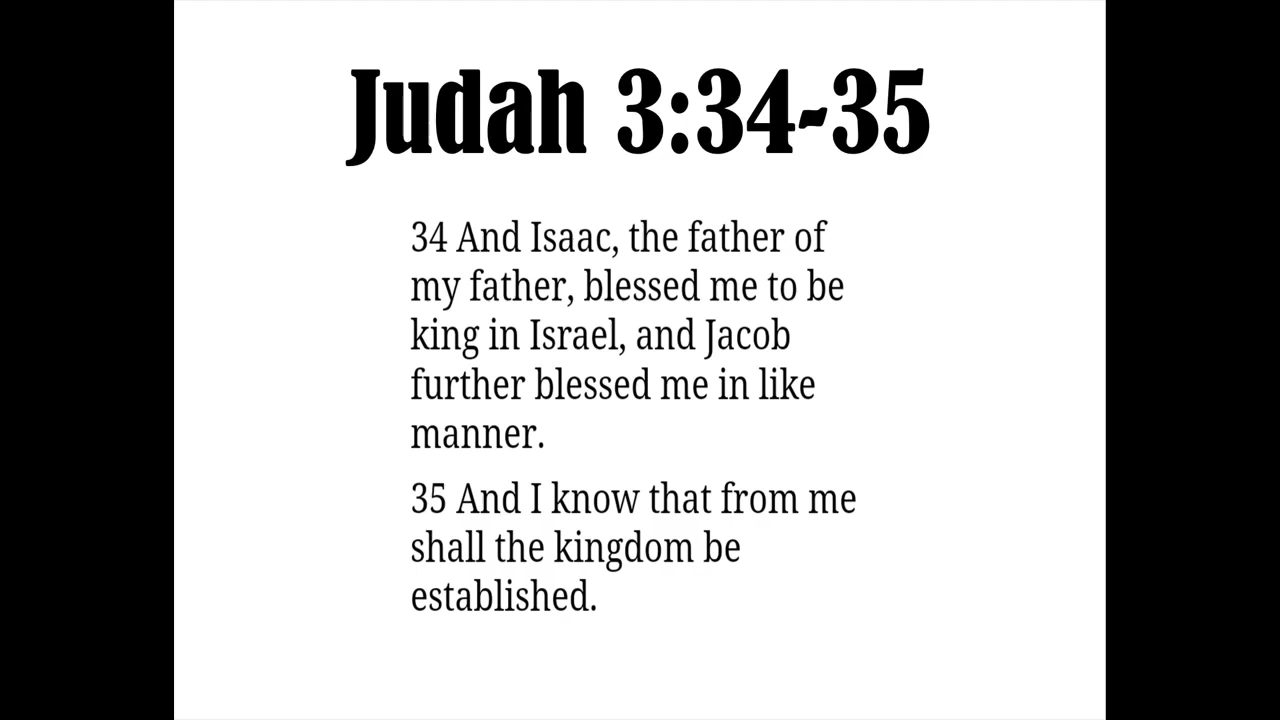 Judah 3:34-35
34 And Isaac, the father of
my father, blessed me to be
king in Israel, and Jacob
further blessed me in like
manner.
35 And I know that from me
shall the kingdom be
established.